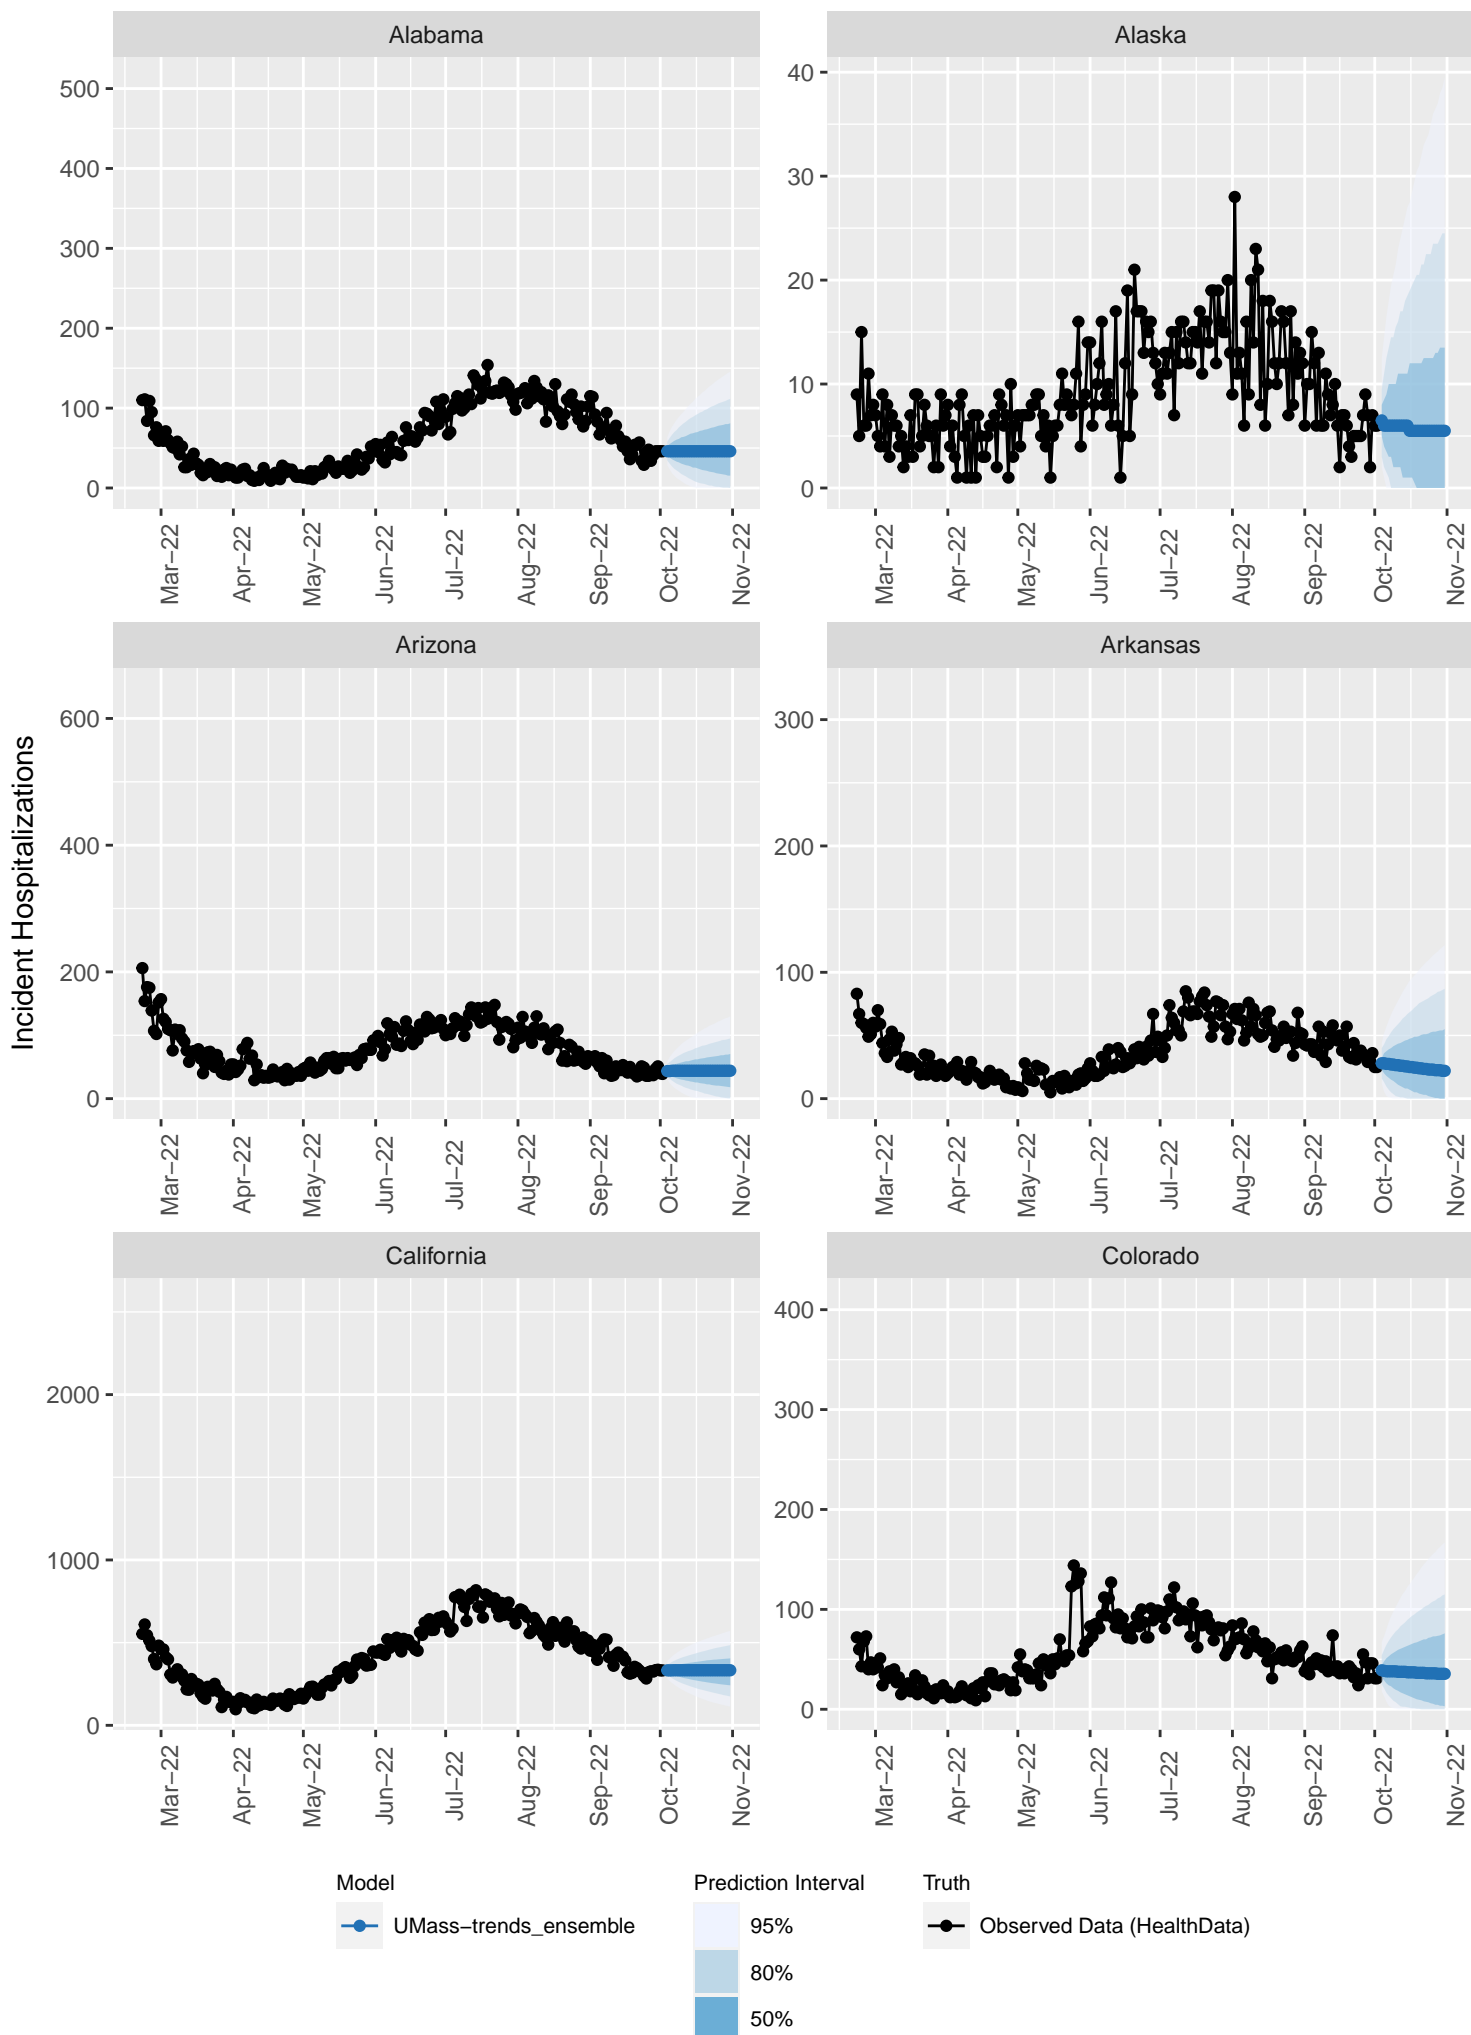 Alabama
Alaska
500
400
300
200
100
0
40
30
20
10
0
Mar−22
Apr−22
May−22
Jun−22
Jul−22
Aug−22
Sep−22
Oct−22
Nov−22
Mar−22
Apr−22
May−22
Jun−22
Jul−22
Aug−22
Sep−22
Oct−22
Nov−22
Incident Hospitalizations
Arizona
Arkansas
600
400
200
0
300
200
100
0
Mar−22
Apr−22
May−22
Jun−22
Jul−22
Aug−22
Sep−22
Oct−22
Nov−22
Mar−22
Apr−22
May−22
Jun−22
Jul−22
Aug−22
Sep−22
Oct−22
Nov−22
California
Colorado
2000
1000
0
400
300
200
100
0
Mar−22
Apr−22
May−22
Jun−22
Jul−22
Aug−22
Sep−22
Oct−22
Nov−22
Mar−22
Apr−22
May−22
Jun−22
Jul−22
Aug−22
Sep−22
Oct−22
Nov−22
Model
UMass−trends_ensemble
Prediction Interval
95%
80%
50%
Truth
Observed Data (HealthData)